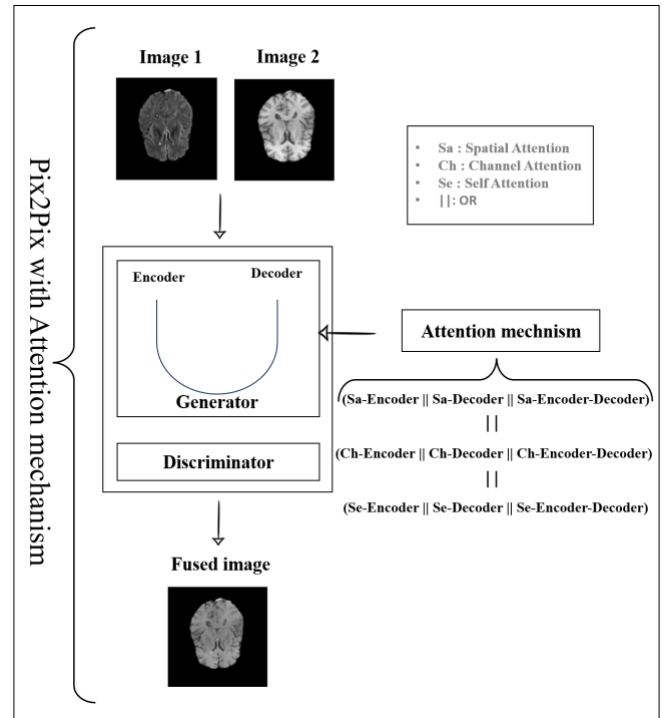 Pix2Pix with Attention mechanism
Image 1
Image 2
• Sa : Spatial Attention
• Ch : Channel Attention
• Se : Self Attention
• ||: OR
Encoder
Decoder
Generator
Discriminator
Attention mechnism
(Sa-Encoder || Sa-Decoder || Sa-Encoder-Decoder)
||
(Ch-Encoder || Ch-Decoder || Ch-Encoder-Decoder)
||
(Se-Encoder || Se-Decoder || Se-Encoder-Decoder)
Fused image